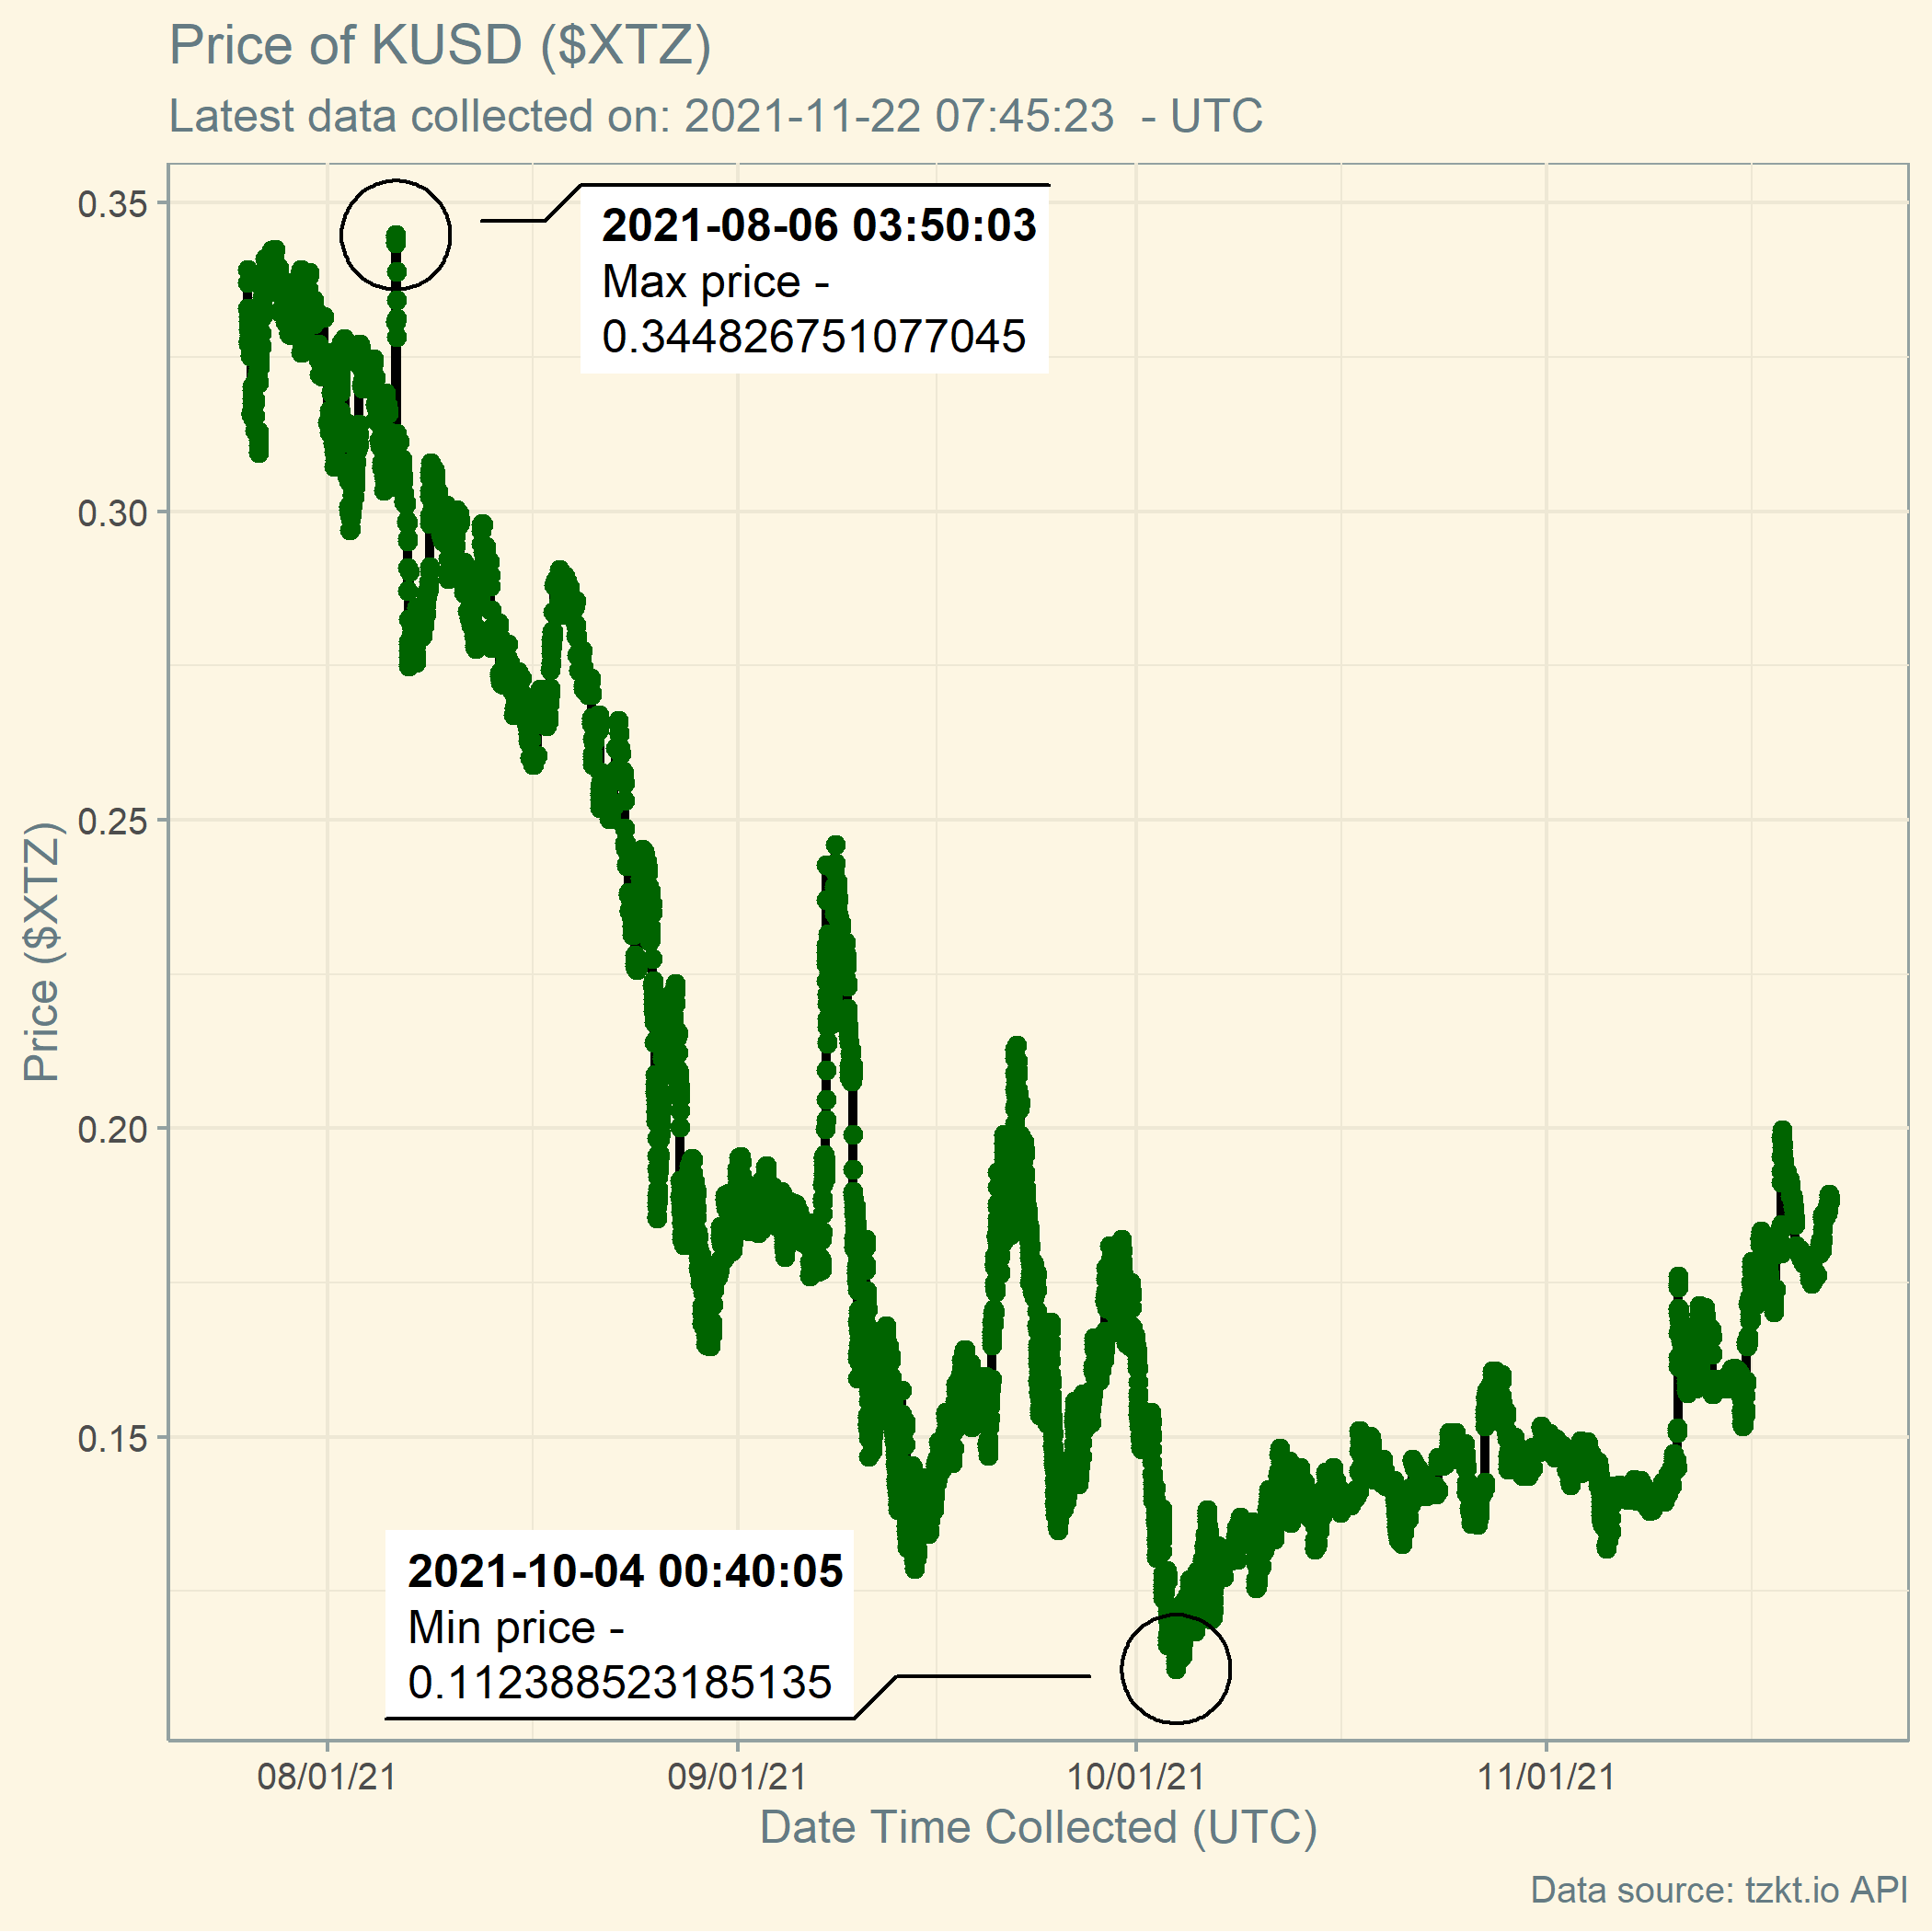 Price of KUSD ($XTZ)
Latest data collected on: 2021-11-22 07:45:23  - UTC
0.35
0.30
0.25
0.20
0.15
Price ($XTZ)
2021-08-06 03:50:03
Max price -
0.344826751077045
2021-10-04 00:40:05
Min price -
0.112388523185135
08/01/21
09/01/21
10/01/21
11/01/21
Date Time Collected (UTC)
Data source: tzkt.io API